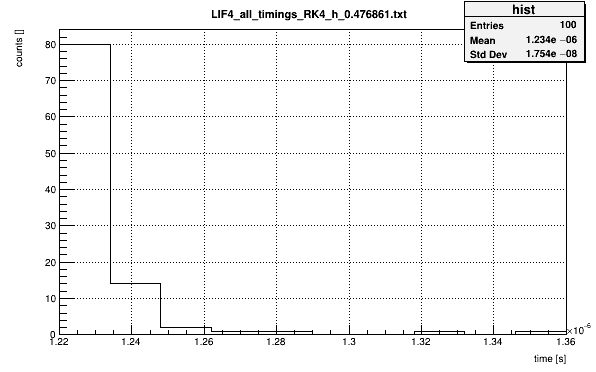 LIF4_all_timings_RK4_h_0.476861.txt
hist
Entries 100
Mean 1.234e −06
Std Dev 1.754e −08
counts []
80
70
60
50
40
30
20
10
0
1.22 1.24 1.26 1.28 1.3 1.32 1.34 1.36
×10⁻⁶
time [s]